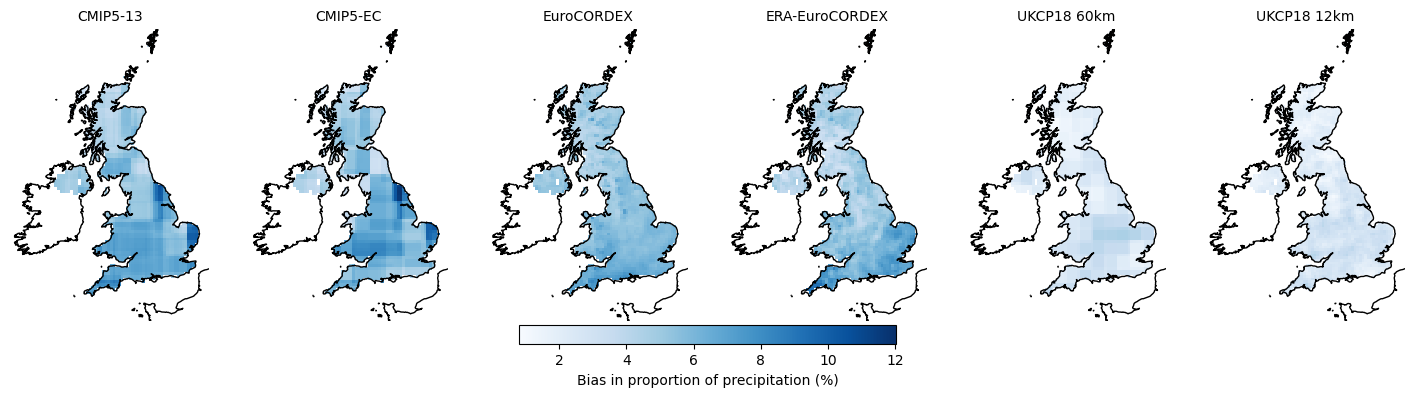 CMIP5-13
CMIP5-EC
EuroCORDEX
ERA-EuroCORDEX
UKCP18 60km
UKCP18 12km
2 4 6 8 10 12
Bias in proportion of precipitation (%)